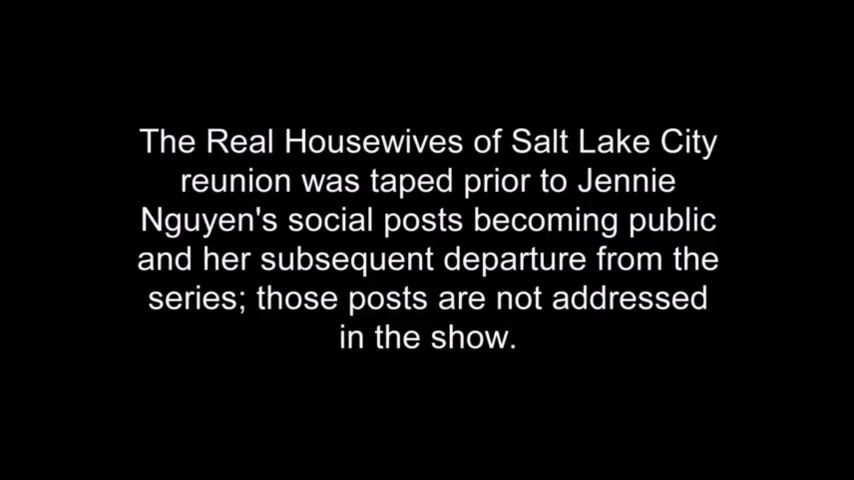 The Real Housewives of Salt Lake City
reunion was taped prior to Jennie
Nguyen's social posts becoming public
and her subsequent departure from the
series; those posts are not addressed
in the show.